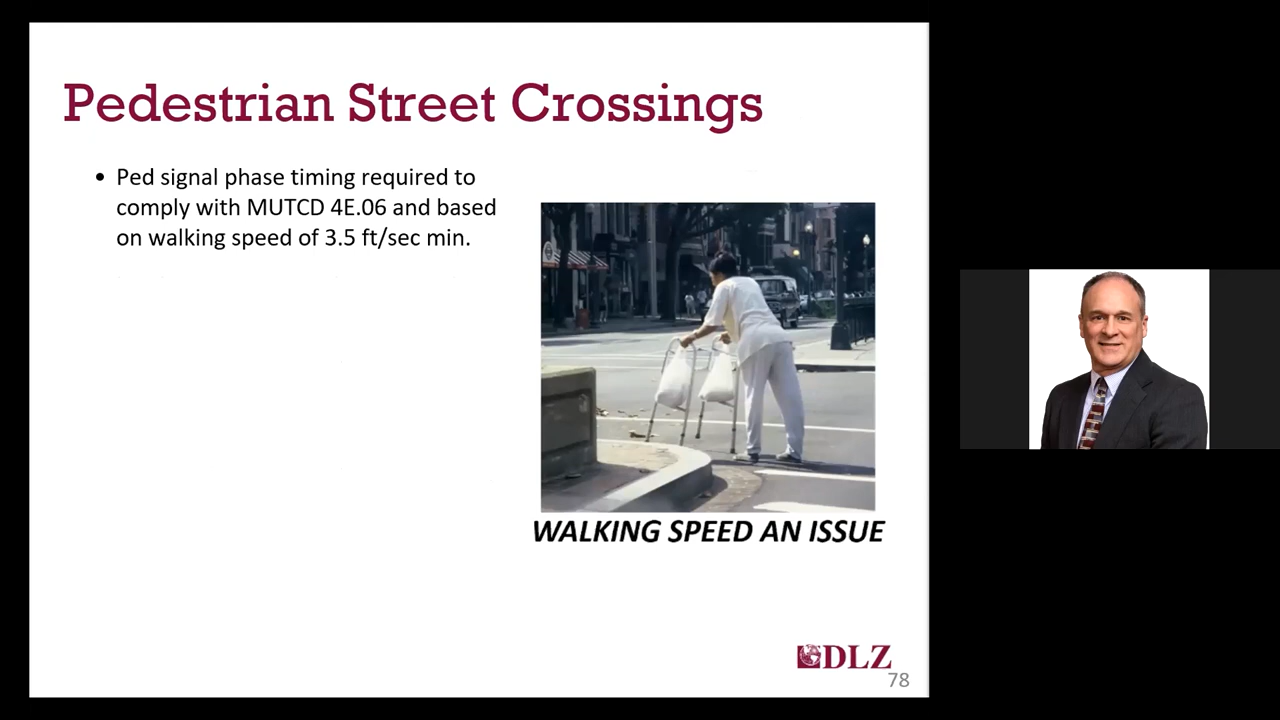 Pedestrian Street Crossings
• Ped signal phase timing required to
comply with MUTCD 4E.06 and based
on walking speed of 3.5 ft/sec min.
WALKING SPEED AN ISSUE
DLZ
78